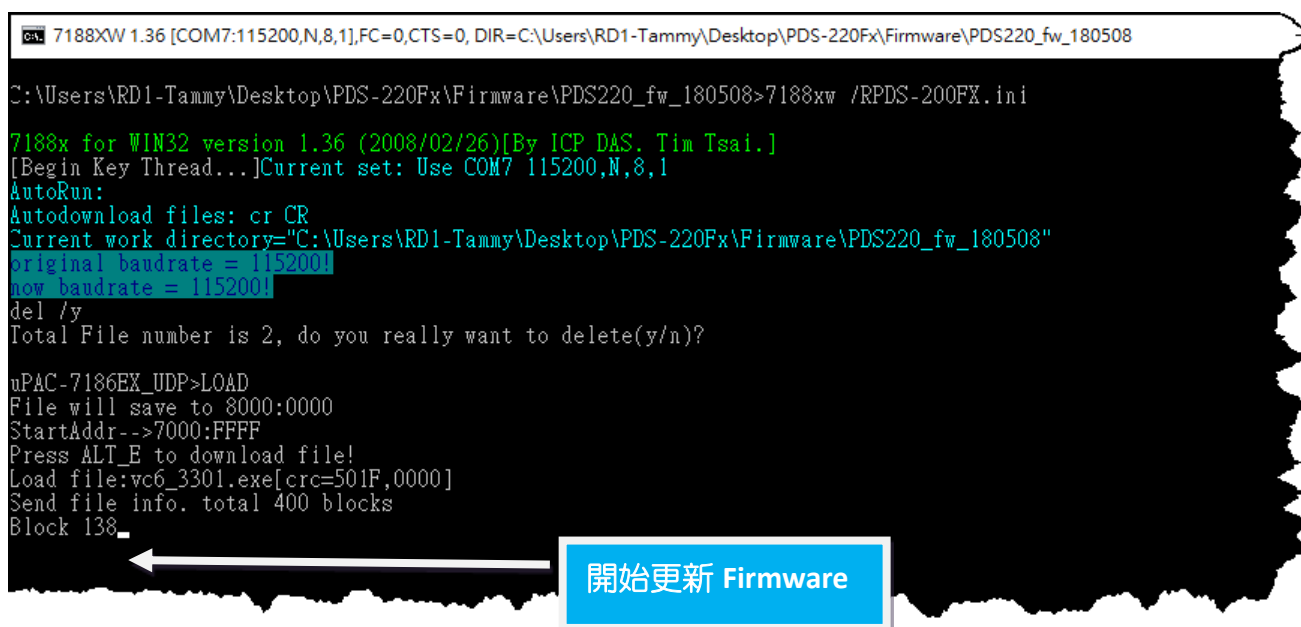 7188XW 1.36 [COM7:115200,N,8,1],FC=0,CTS=0, DIR=C:\Users\RD1-Tammy\Desktop\PDS-220Fx\Firmware\PDS220_fw_180508
C:\Users\RD1-Tammy\Desktop\PDS-220Fx\Firmware\PDS220_fw_180508>7188xw /RPDS-200FX.ini
7188x for WIN32 version 1.36 (2008/02/26)[By ICP DAS. Tim Tsai.]
[Begin Key Thread...]Current set: Use COM7 115200,N,8,1
AutoRun:
Autodownload files: cr CR
Current work directory="C:\Users\RD1-Tammy\Desktop\PDS-220Fx\Firmware\PDS220_fw_180508"
original baudrate = 115200!
now baudrate = 115200!
del /y
Total File number is 2, do you really want to delete(y/n)?
uPAC-7186EX_UDP>LOAD
File will save to 8000:0000
StartAddr-->7000:FFFF
Press ALT_E to download file!
Load file:vc6_3301.exe[crc=501F,0000]
Send file info. total 400 blocks
Block 138
開始更新 Firmware